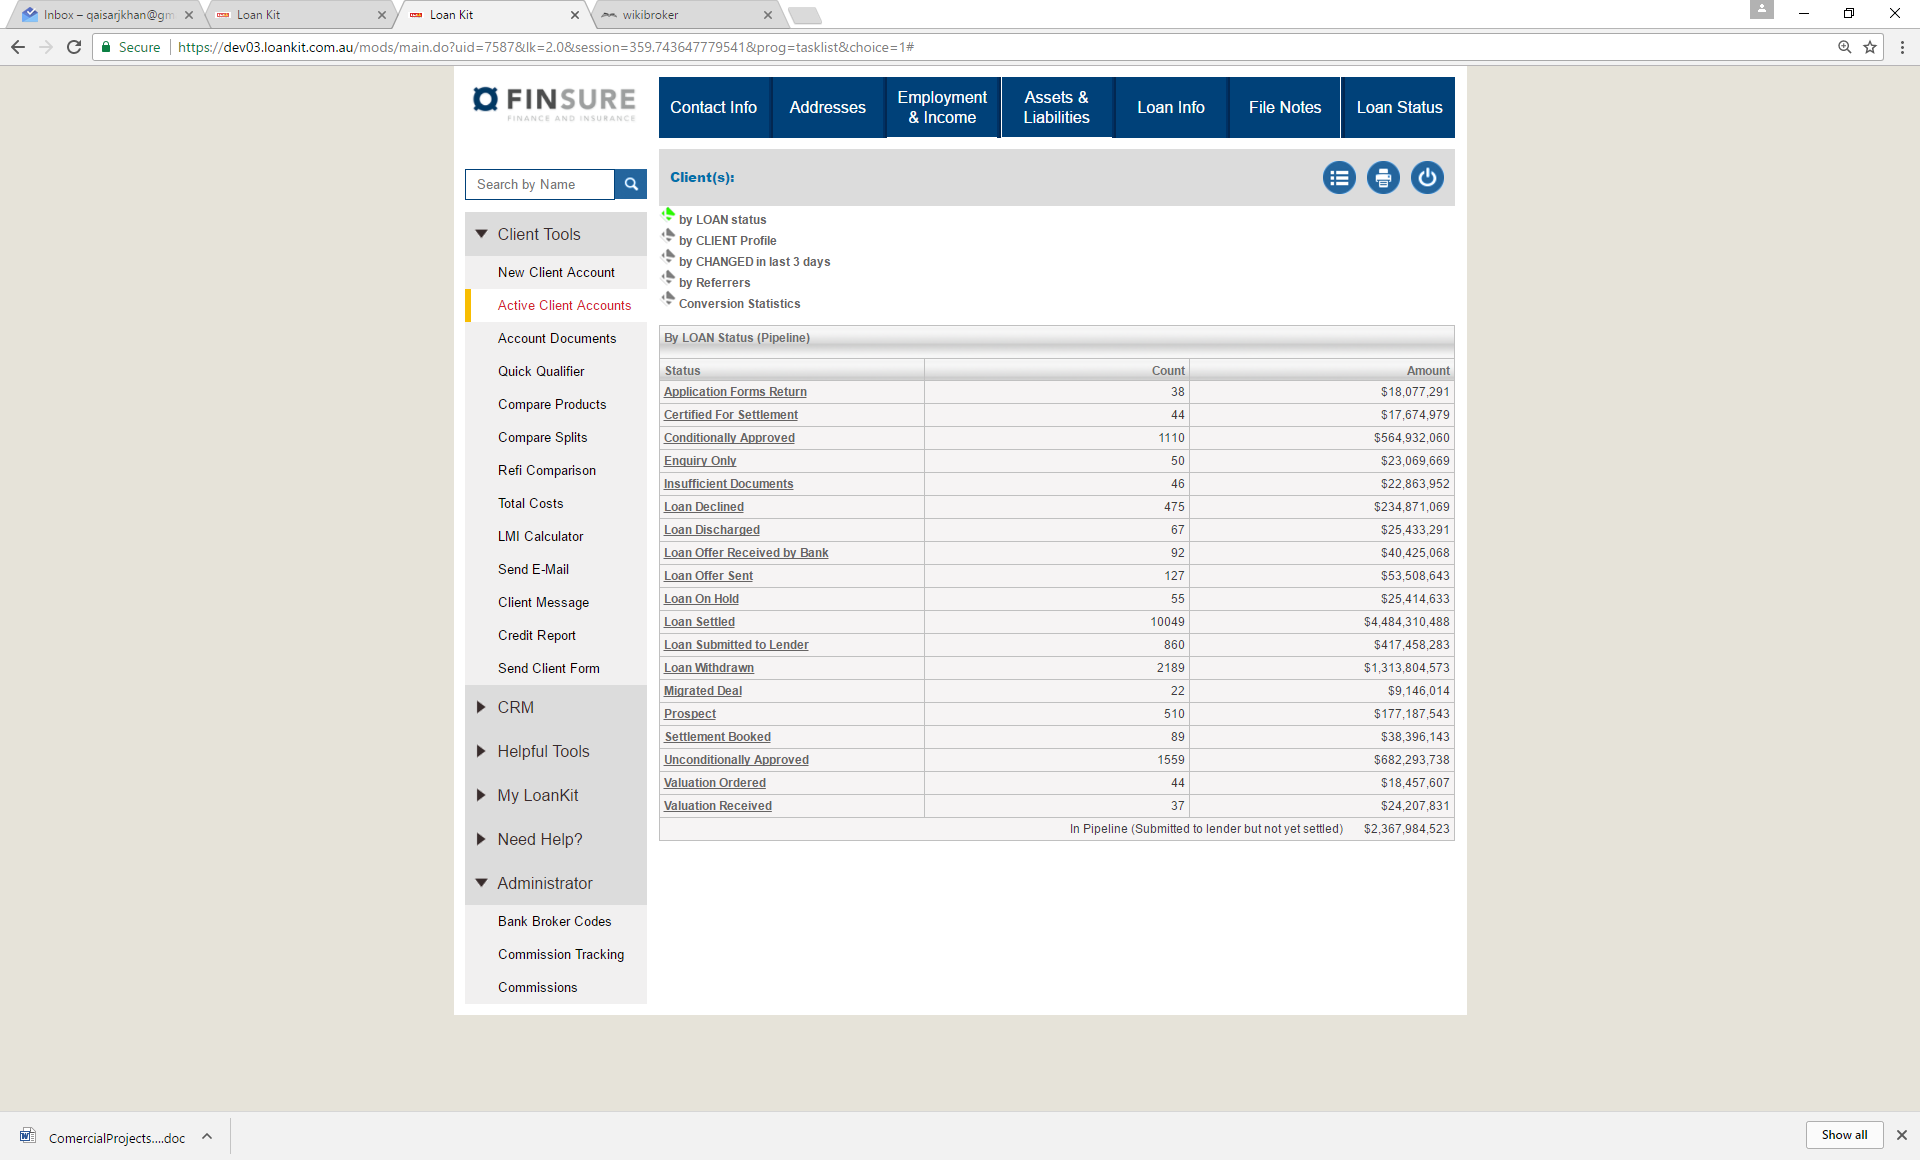 Inbox – qaisarjkhan@gm
Loan Kit
Loan Kit
wikibroker
Secure
https://dev03.loankit.com.au/mods/main.do?uid=7587&lk=2.0&session=359.743647779541&prog=tasklist&choice=1#
FINSURE
FINANCE AND INSURANCE
Contact Info
Addresses
Employment
& Income
Assets &
Liabilities
Loan Info
File Notes
Loan Status
Search by Name
Client(s):
by LOAN status
by CLIENT Profile
by CHANGED in last 3 days
by Referrers
Conversion Statistics
Client Tools
New Client Account
Active Client Accounts
Account Documents
Quick Qualifier
Compare Products
Compare Splits
Refi Comparison
Total Costs
LMI Calculator
Send E-Mail
Client Message
Credit Report
Send Client Form
CRM
Helpful Tools
My LoanKit
Need Help?
Administrator
Bank Broker Codes
Commission Tracking
Commissions
By LOAN Status (Pipeline)
Status Count Amount
Application Forms Return 38 $18,077,291
Certified For Settlement 44 $17,674,979
Conditionally Approved 1110 $564,932,060
Enquiry Only 50 $23,069,669
Insufficient Documents 46 $22,863,952
Loan Declined 475 $234,871,069
Loan Discharged 67 $25,433,291
Loan Offer Received by Bank 92 $40,425,068
Loan Offer Sent 127 $53,508,643
Loan On Hold 55 $25,414,633
Loan Settled 10049 $4,484,310,488
Loan Submitted to Lender 860 $417,458,283
Loan Withdrawn 2189 $1,313,804,573
Migrated Deal 22 $9,146,014
Prospect 510 $177,187,543
Settlement Booked 89 $38,396,143
Unconditionally Approved 1559 $682,293,738
Valuation Ordered 44 $18,457,607
Valuation Received 37 $24,207,831
In Pipeline (Submitted to lender but not yet settled) $2,367,984,523
ComercialProjects....doc
Show all